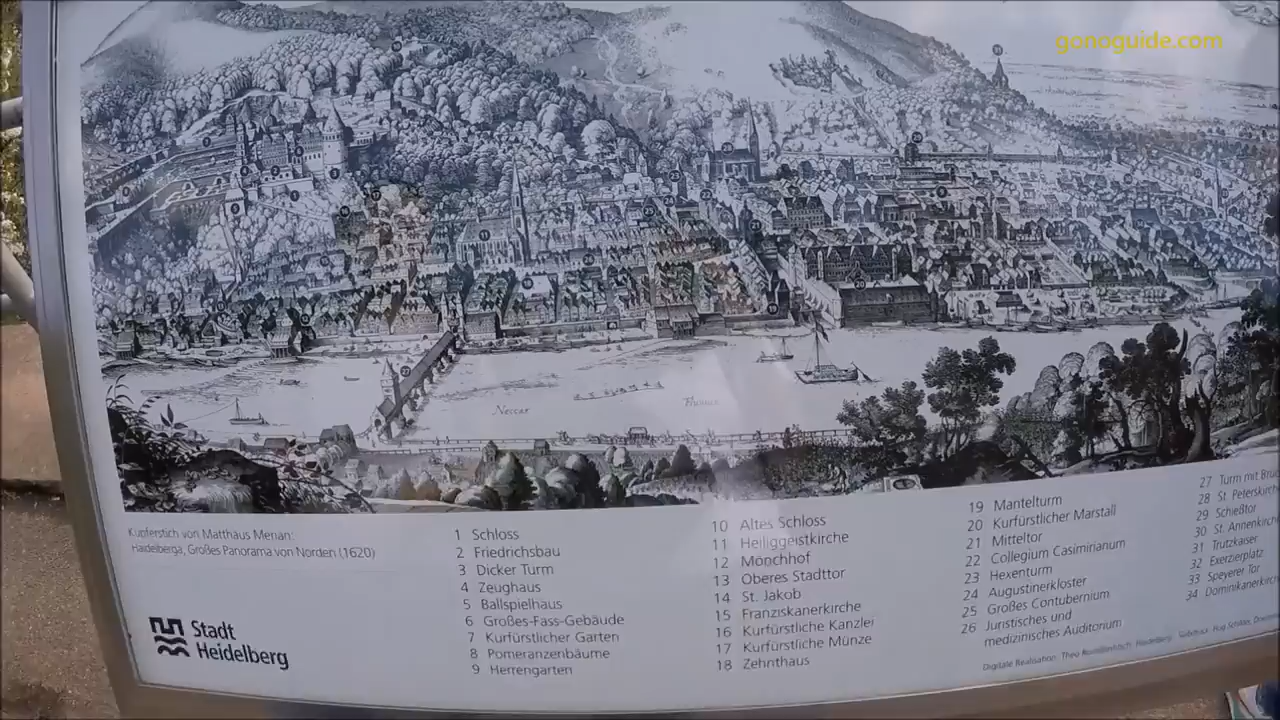 gonoguide.com
Neccar
Kupferstich von Matthäus Merian:
Haidelberga, Großes Panorama von Norden (1620)
Stadt
Heidelberg
1 Schloss
2 Friedrichsbau
3 Dicker Turm
4 Zeughaus
5 Ballspielhaus
6 Großes-Fass-Gebäude
7 Kurfürstlicher Garten
8 Pomeranzenbäume
9 Herrengarten
10 Altes Schloss
11 Heiliggeistkirche
12 Mönchhof
13 Oberes Stadttor
14 St. Jakob
15 Franziskanerkirche
16 Kurfürstliche Kanzlei
17 Kurfürstliche Münze
18 Zehnthaus
19 Mantelturm
20 Kurfürstlicher Marstall
21 Mitteltor
22 Collegium Casimirianum
23 Hexenturm
24 Augustinerkloster
25 Großes Contubernium
26 Juristisches und
medizinisches Auditorium
27 Turm mit
28 St. Peterskirch
29 Schießtor
30 St. Annenkirch
31 Trutzkaiser
32 Exerzierplatz
33 Speyerer Tor
34 Dominikanerkirch
Digitale Realisation: Theo